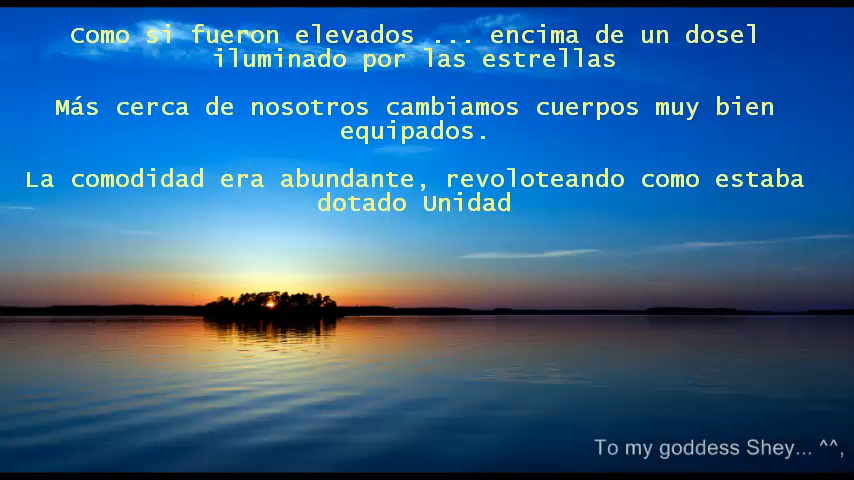 Como si fueron elevados ... encima de un dosel
iluminado por las estrellas
Más cerca de nosotros cambiamos cuerpos muy bien
equipados.
La comodidad era abundante, revoloteando como estaba
dotado Unidad
To my goddess Shey... ^^,